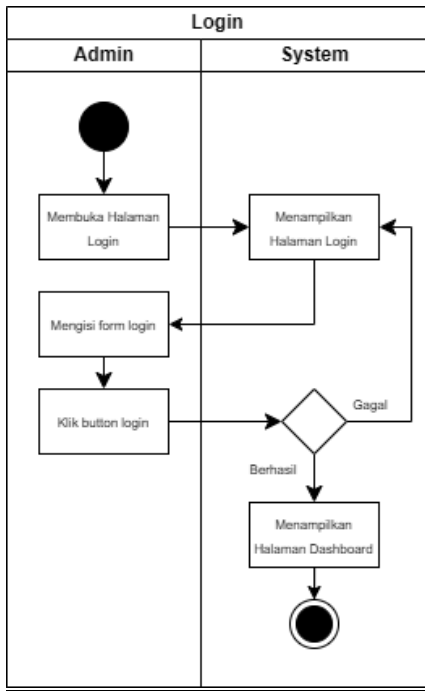 Login
Admin
System
Membuka Halaman
Login
Menampilkan
Halaman Login
Mengisi form login
Klik button login
Gagal
Berhasil
Menampilkan
Halaman Dashboard